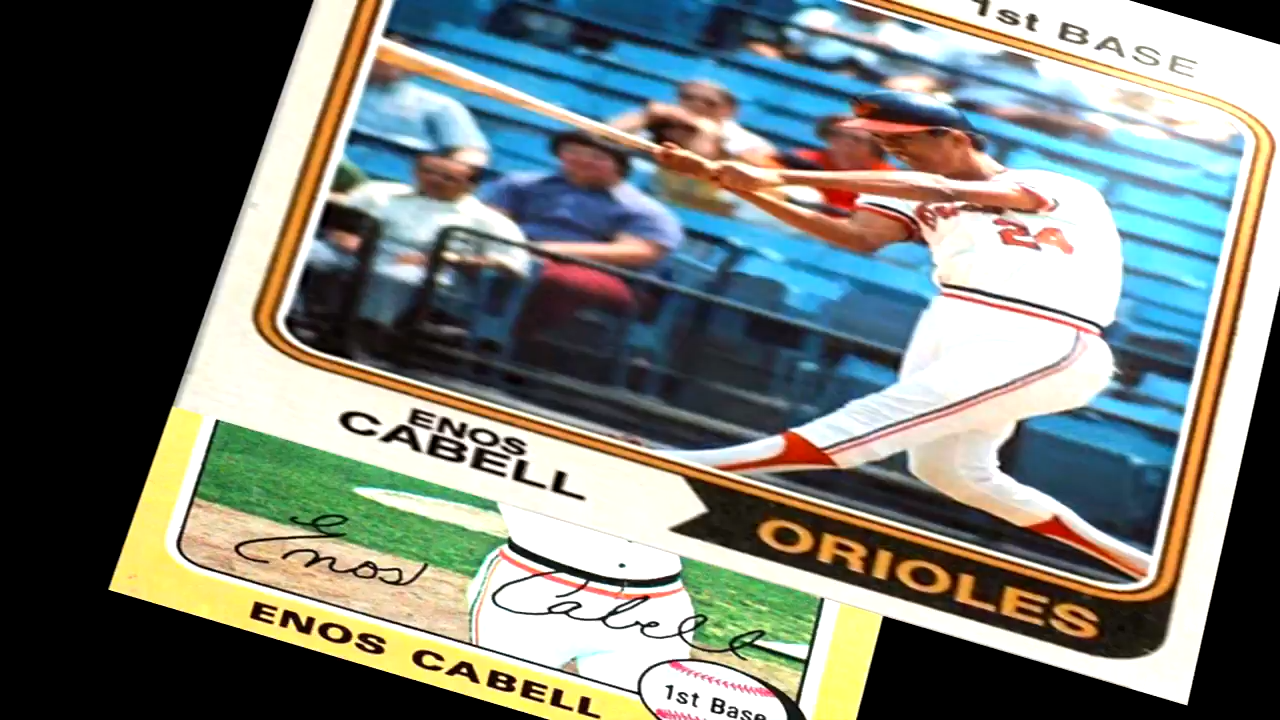 1st BASE
24
ENOS
CABELL
ORIOLES
Enos Cabell
ENOS CABELL
1st Base